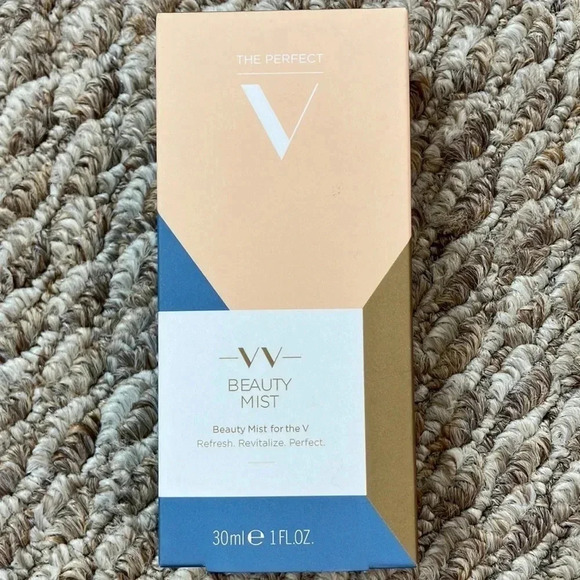 THE PERFECT
V
VV
BEAUTY
MIST
Beauty Mist for the V
Refresh. Revitalize. Perfect.
30ml e 1 FL.OZ.